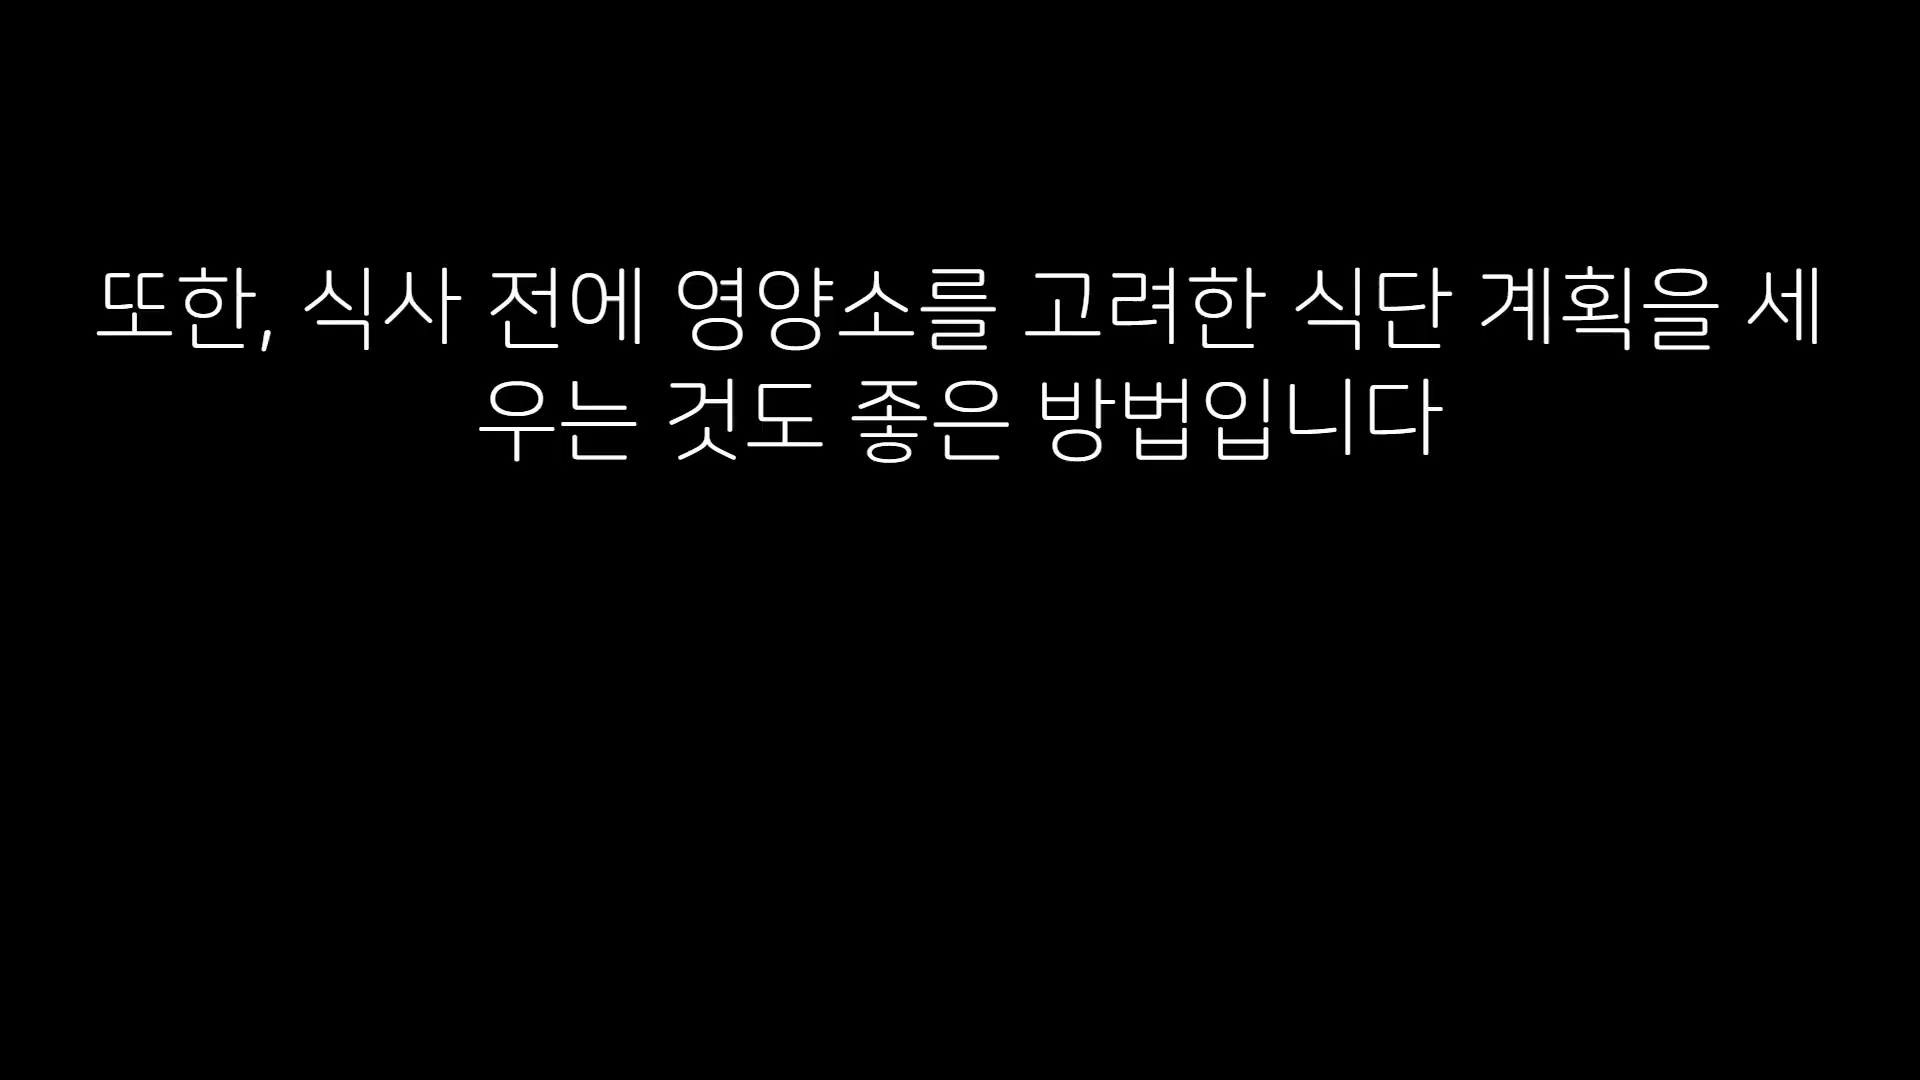 또한, 식사 전에 영양소를 고려한 식단 계획을 세
우는 것도 좋은 방법입니다